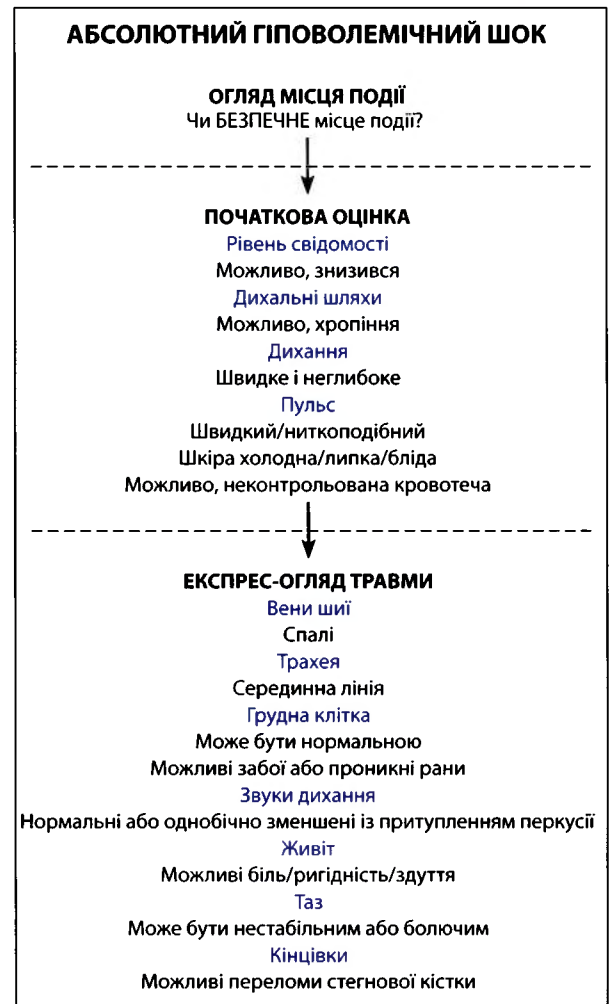 АБСОЛЮТНИЙ ГІПОВОЛЕМІЧНИЙ ШОК
ОГЛЯД МІСЦЯ ПОДІЇ
Чи БЕЗПЕЧНЕ місце події?
ПОЧАТКОВА ОЦІНКА
Рівень свідомості
Можливо, знизився
Дихальні шляхи
Можливо, хропіння
Дихання
Швидке і неглибоке
Пульс
Швидкий/ниткоподібний
Шкіра холодна/липка/бліда
Можливо, неконтрольована кровотеча
ЕКСПРЕС-ОГЛЯД ТРАВМИ
Вени шиї
Спалі
Трахея
Серединна лінія
Грудна клітка
Може бути нормальною
Можливі забої або проникні рани
Звуки дихання
Нормальні або однобічно зменшені із притупленням перкусії
Живіт
Можливі біль/ригідність/здуття
Таз
Може бути нестабільним або болючим
Кінцівки
Можливі переломи стегнової кістки